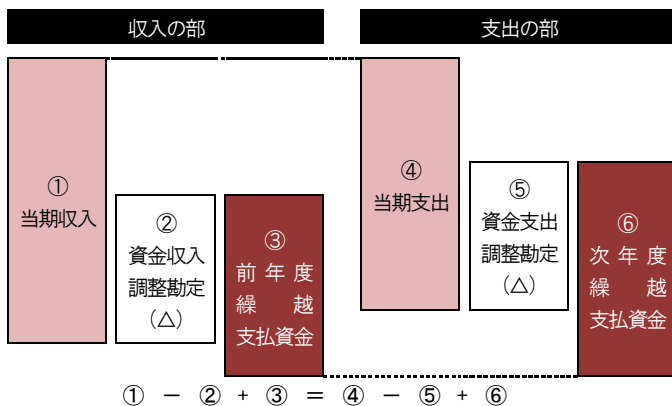 収入の部
支出の部
①
当期収入
②
資金収入
調整勘定
(△)
③
前年度
繰越
支払資金
④
当期支出
⑤
資金支出
調整勘定
(△)
⑥
次年度
繰越
支払資金
① － ② + ③ ＝ ④ － ⑤ + ⑥